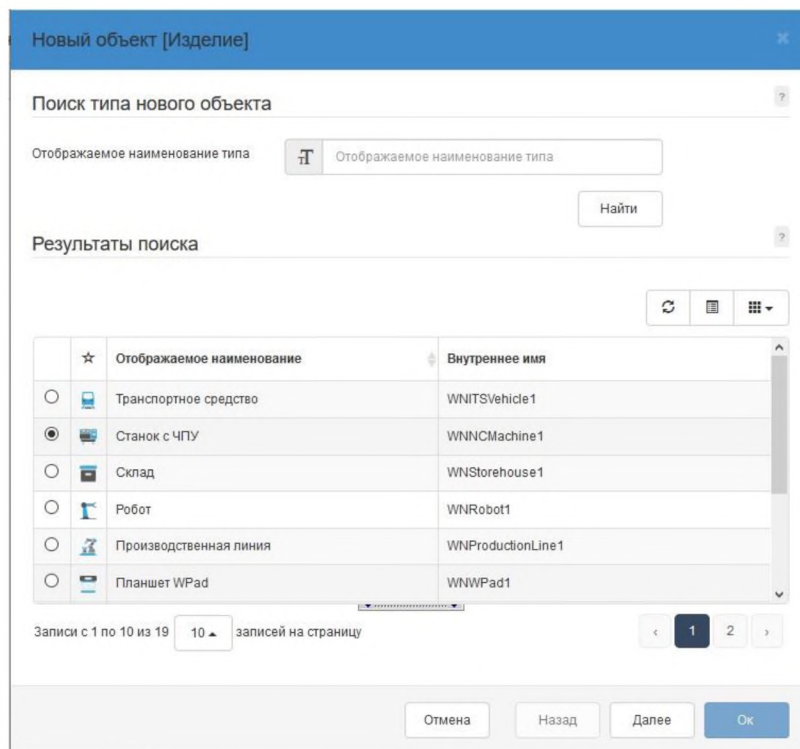 Новый объект [Изделие]
×
Поиск типа нового объекта
?
Отображаемое наименование типа
Отображаемое наименование типа
Найти
Результаты поиска
?
Отображаемое наименование Внутреннее имя
Транспортное средство WNITSVehicle1
Станок с ЧПУ WNNCMachine1
Склад WNStorehouse1
Робот WNRobot1
Производственная линия WNProductionLine1
Планшет WPad WNWPad1
Записи с 1 по 10 из 19 10 записей на страницу ‹ 1 2 ›
Отмена Назад Далее Ок